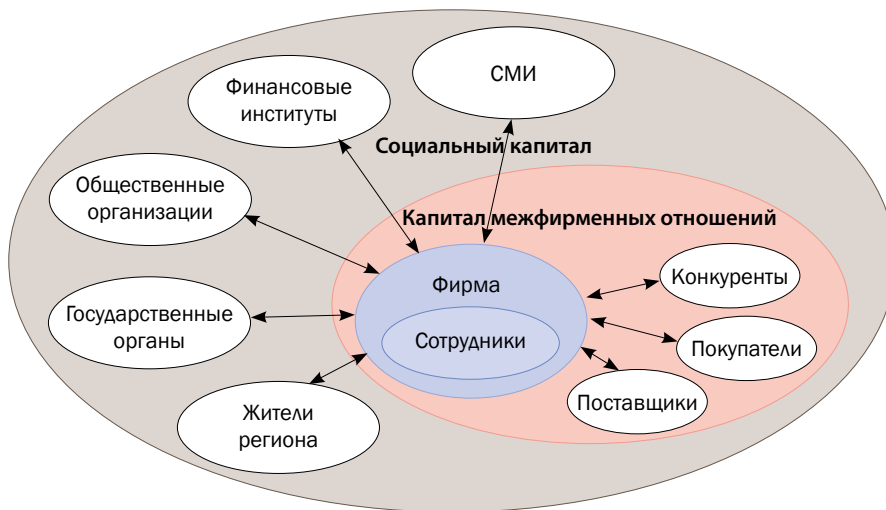 СМИ
Финансовые
институты
Социальный капитал
Общественные
организации
Капитал межфирменных отношений
Конкуренты
Фирма
Государственные
органы
Сотрудники
Покупатели
Поставщики
Жители
региона